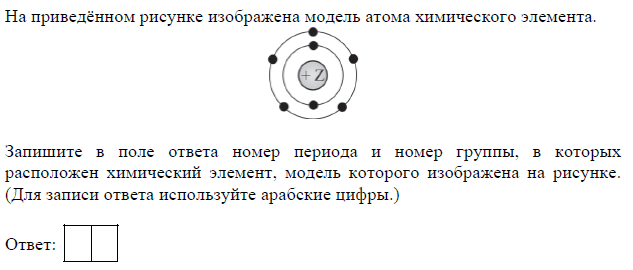 На приведённом рисунке изображена модель атома химического элемента.
+ Z
Запишите в поле ответа номер периода и номер группы, в которых
расположен химический элемент, модель которого изображена на рисунке.
(Для записи ответа используйте арабские цифры.)
Ответ: